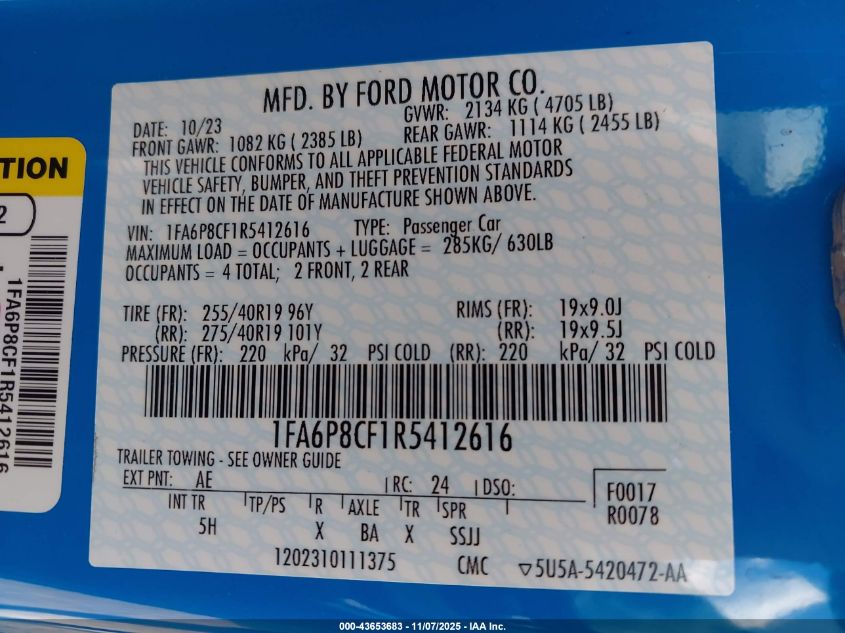 MFD. BY FORD MOTOR CO.
DATE: 10/23 GVWR: 2134 KG ( 4705 LB)
FRONT GAWR: 1082 KG ( 2385 LB) REAR GAWR: 1114 KG ( 2455 LB)
THIS VEHICLE CONFORMS TO ALL APPLICABLE FEDERAL MOTOR
VEHICLE SAFETY, BUMPER, AND THEFT PREVENTION STANDARDS
IN EFFECT ON THE DATE OF MANUFACTURE SHOWN ABOVE.
VIN: 1FA6P8CF1R5412616 TYPE: Passenger Car
MAXIMUM LOAD = OCCUPANTS + LUGGAGE = 285KG/ 630LB
OCCUPANTS = 4 TOTAL; 2 FRONT, 2 REAR
TIRE (FR): 255/40R19 96Y RIMS (FR): 19x9.0J
(RR): 275/40R19 101Y (RR): 19x9.5J
PRESSURE (FR): 220 kPa/ 32 PSI COLD (RR): 220 kPa/ 32 PSI COLD
1FA6P8CF1R5412616
TRAILER TOWING - SEE OWNER GUIDE
EXT PNT: AE RC: 24 DSO:
INT TR TP/PS R AXLE TR SPR
5H X BA X SSJJ
F0017
R0078
1202310111375 CMC ▽5U5A-5420472-AA
TION
2
1FA6P8CF1R5412616
000-43653683 - 11/07/2025 - IAA Inc.